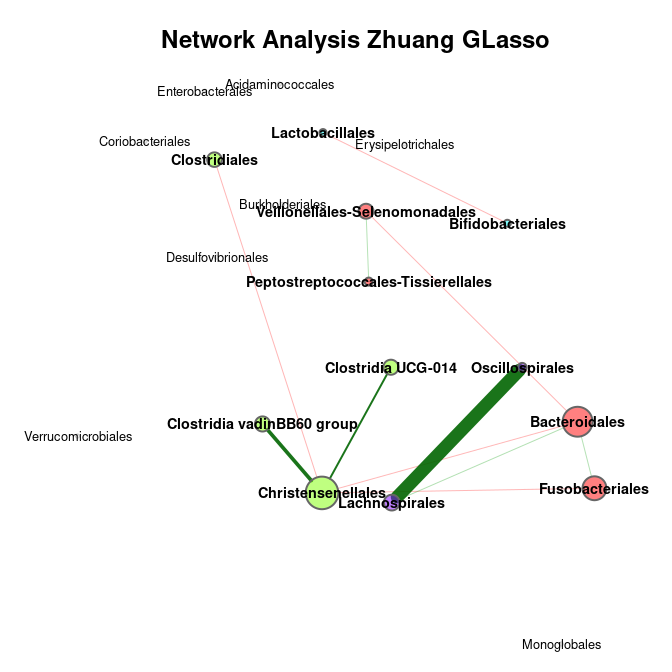 Network Analysis Zhuang GLasso
Acidaminococcales
Enterobacterales
Lactobacillales
Coriobacteriales
Erysipelotrichales
Clostridiales
Burkholderiales
Veillonellales-Selenomonadales
Bifidobacteriales
Desulfovibrionales
Peptostreptococcales-Tissierellales
Clostridia UCG-014
Oscillospirales
Bacteroidales
Clostridia vadinBB60 group
Verrucomicrobiales
Fusobacteriales
Christensenellales
Lachnospirales
Monoglobales